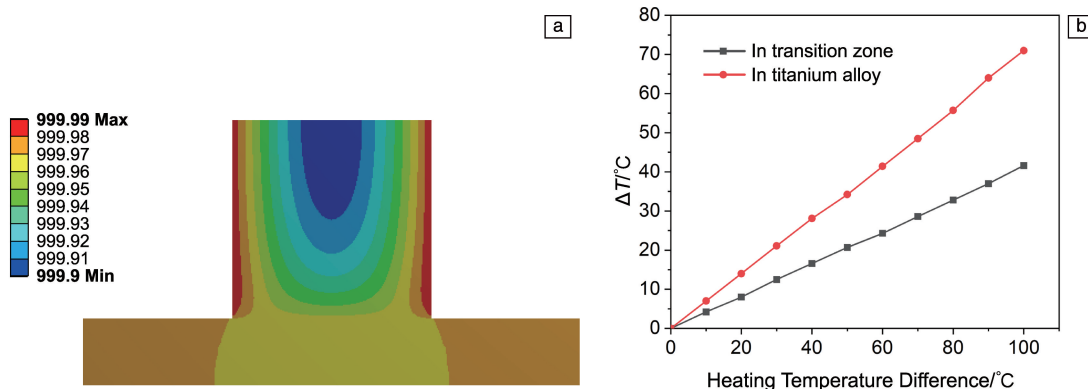 a
999.99 Max
999.98
999.97
999.96
999.95
999.94
999.93
999.92
999.91
999.9 Min
b
In transition zone
In titanium alloy
ΔT/°C
80
70
60
50
40
30
20
10
0
0 20 40 60 80 100
Heating Temperature Difference/°C